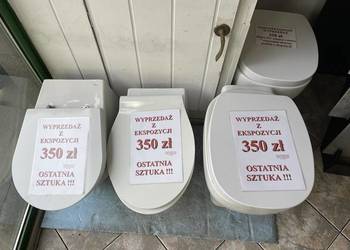 WYPRZEDAŻ
Z
EKSPOZYCJI
350 zł
OSTATNIA
SZTUKA !!!
WYPRZEDAŻ
Z
EKSPOZYCJI
350 zł
OSTATNIA
SZTUKA !!!
WYPRZEDAŻ
Z
EKSPOZYCJI
350 zł
OSTATNIA
SZTUKA !!!